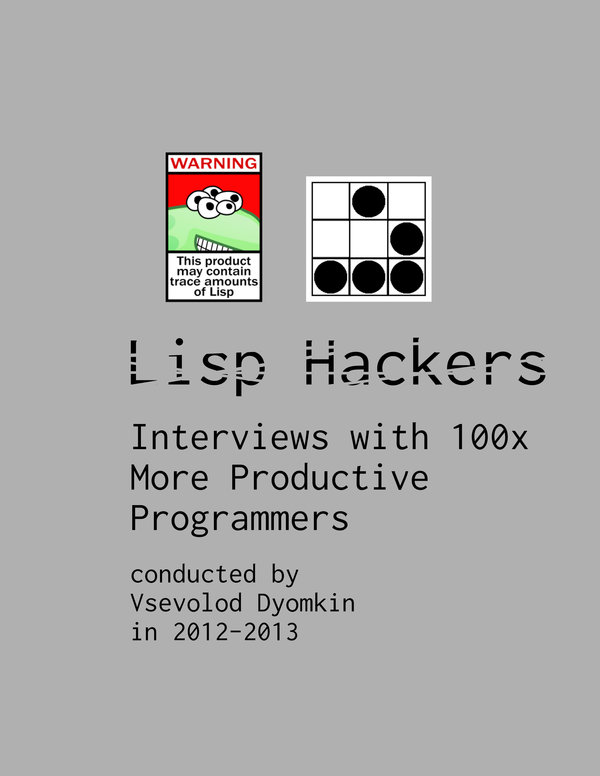 WARNING
This product
may contain
trace amounts
of Lisp
Lisp Hackers
Interviews with 100x
More Productive
Programmers
conducted by
Vsevolod Dyomkin
in 2012-2013